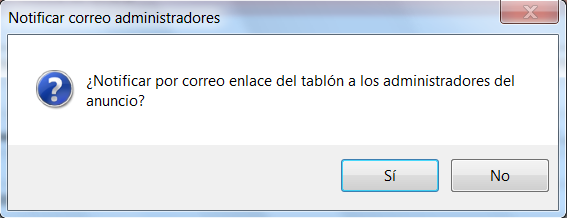 Notificar correo administradores
¿Notificar por correo enlace del tablón a los administradores del
anuncio?
Sí
No